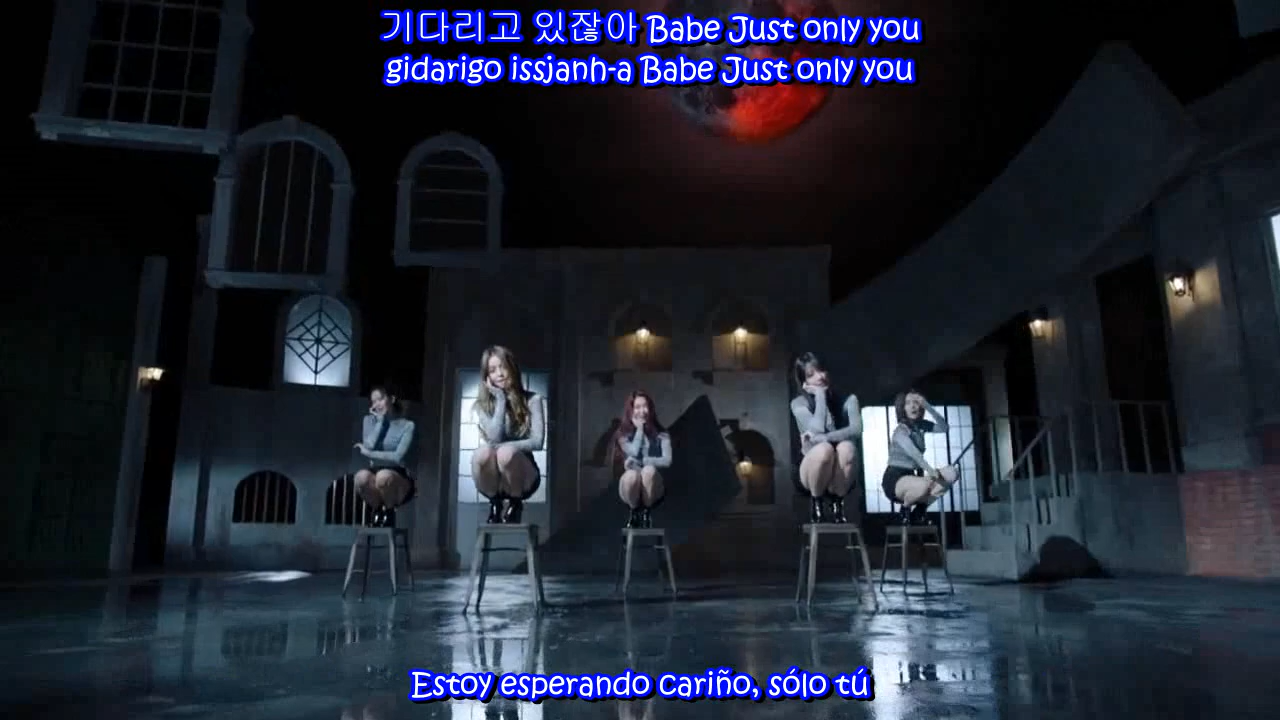 기다리고 있잖아 Babe Just only you
gidarigo issjanh-a Babe Just only you
Estoy esperando cariño, sólo tú